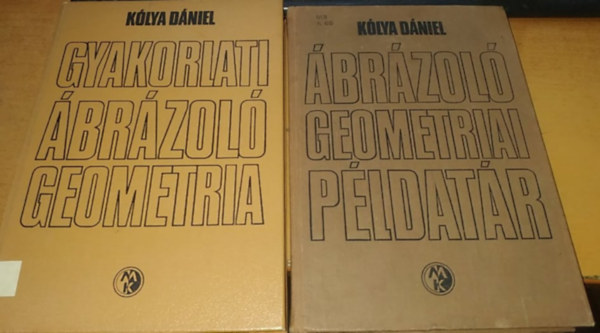 KÓLYA DÁNIEL
GYAKORLATI
ÁBRÁZOLÓ
GEOMETRIA
MK
KÓLYA DÁNIEL
ÁBRÁZOLÓ
GEOMETRIAI
PÉLDATÁR
MK